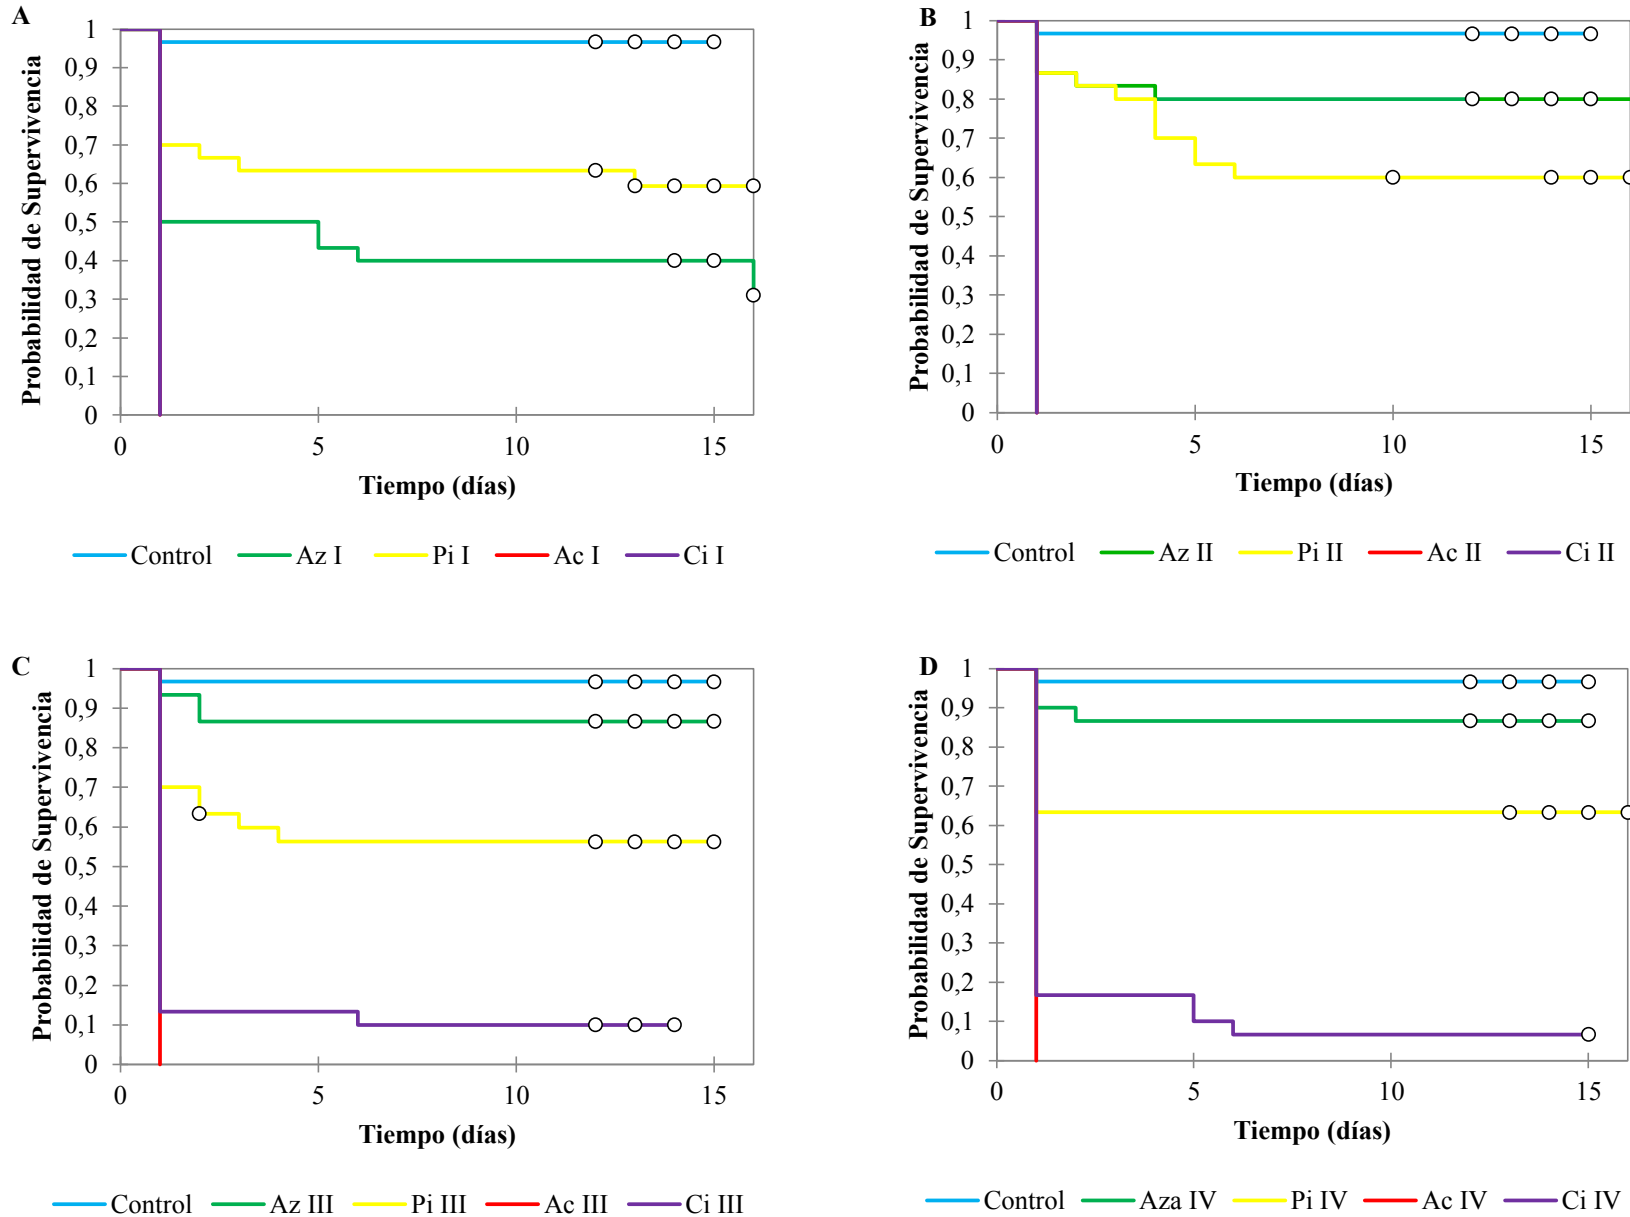 A
Probabilidad de Supervivencia
1
0,9
0,8
0,7
0,6
0,5
0,4
0,3
0,2
0,1
0
0 5 10 15
Tiempo (días)
Control Az I Pi I Ac I Ci I
B
Probabilidad de Supervivencia
1
0,9
0,8
0,7
0,6
0,5
0,4
0,3
0,2
0,1
0
0 5 10 15
Tiempo (días)
Control Az II Pi II Ac II Ci II
C
Probabilidad de Supervivencia
1
0,9
0,8
0,7
0,6
0,5
0,4
0,3
0,2
0,1
0
0 5 10 15
Tiempo (días)
Control Az III Pi III Ac III Ci III
D
Probabilidad de Supervivencia
1
0,9
0,8
0,7
0,6
0,5
0,4
0,3
0,2
0,1
0
0 5 10 15
Tiempo (días)
Control Aza IV Pi IV Ac IV Ci IV